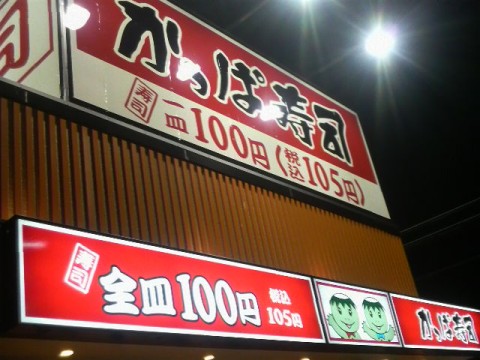 寿司
かっぱ寿司
寿司 一皿100円(税込105円)
寿司 全皿100円 税込105円
かっぱ寿司